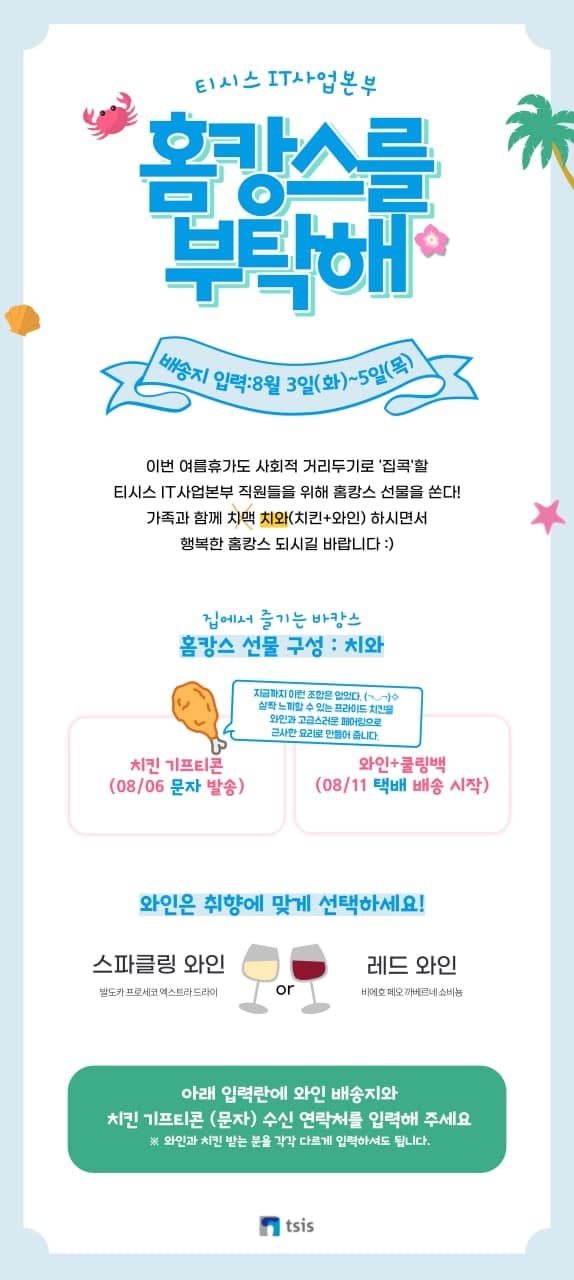 티시스 IT사업본부
홈캉스를
부탁해
배송지 입력:8월 3일(화)~5일(목)
이번 여름휴가도 사회적 거리두기로 '집콕'할
티시스 IT사업본부 직원들을 위해 홈캉스 선물을 쏜다!
가족과 함께 치맥 치와(치킨+와인) 하시면서
행복한 홈캉스 되시길 바랍니다 :)
집에서 즐기는 바캉스
홈캉스 선물 구성 : 치와
지금까지 이런 조합은 없었다. (¬‿¬)✧
살짝 느끼할 수 있는 프라이드 치킨을
와인과 고급스러운 페어링으로
근사한 요리로 만들어 줍니다.
치킨 기프티콘
(08/06 문자 발송)
와인+쿨링백
(08/11 택배 배송 시작)
와인은 취향에 맞게 선택하세요!
스파클링 와인
발도카 프로세코 엑스트라 드라이
or
레드 와인
비에호 페오 까베르네 쇼비뇽
아래 입력란에 와인 배송지와
치킨 기프티콘 (문자) 수신 연락처를 입력해 주세요
※ 와인과 치킨 받는 분을 각각 다르게 입력하셔도 됩니다.
tsis